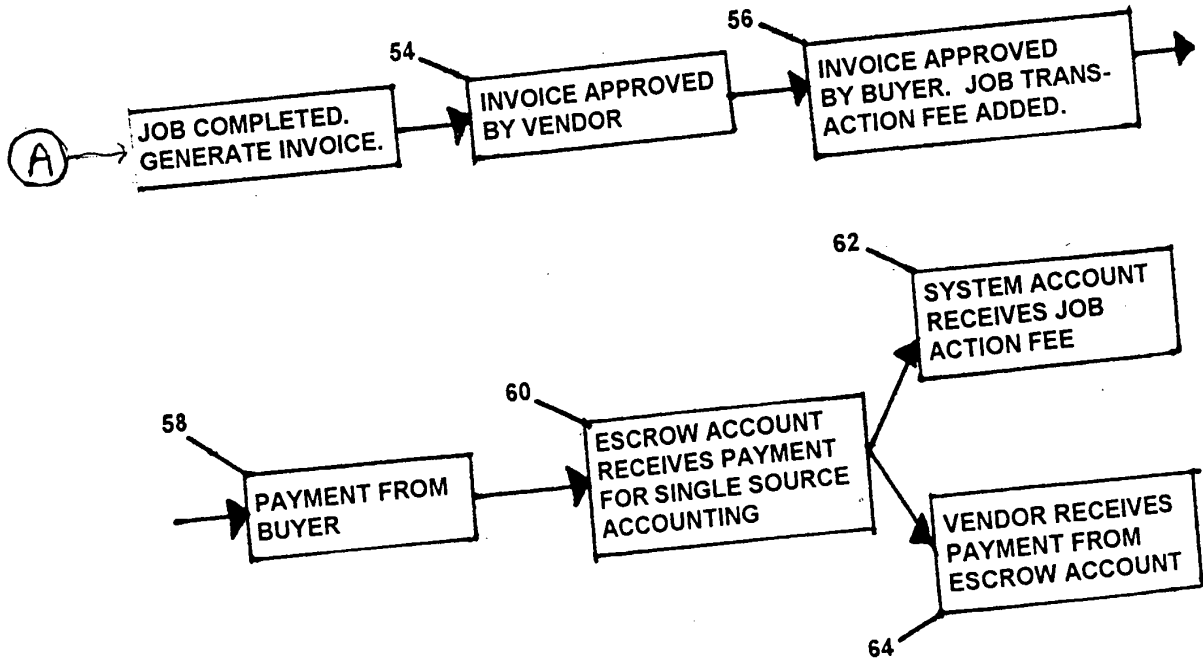 56
54
INVOICE APPROVED
BY BUYER. JOB TRANS-
ACTION FEE ADDED.
INVOICE APPROVED
BY VENDOR
JOB COMPLETED.
GENERATE INVOICE.
A
62
SYSTEM ACCOUNT
RECEIVES JOB
ACTION FEE
60
ESCROW ACCOUNT
RECEIVES PAYMENT
FOR SINGLE SOURCE
ACCOUNTING
58
PAYMENT FROM
BUYER
VENDOR RECEIVES
PAYMENT FROM
ESCROW ACCOUNT
64